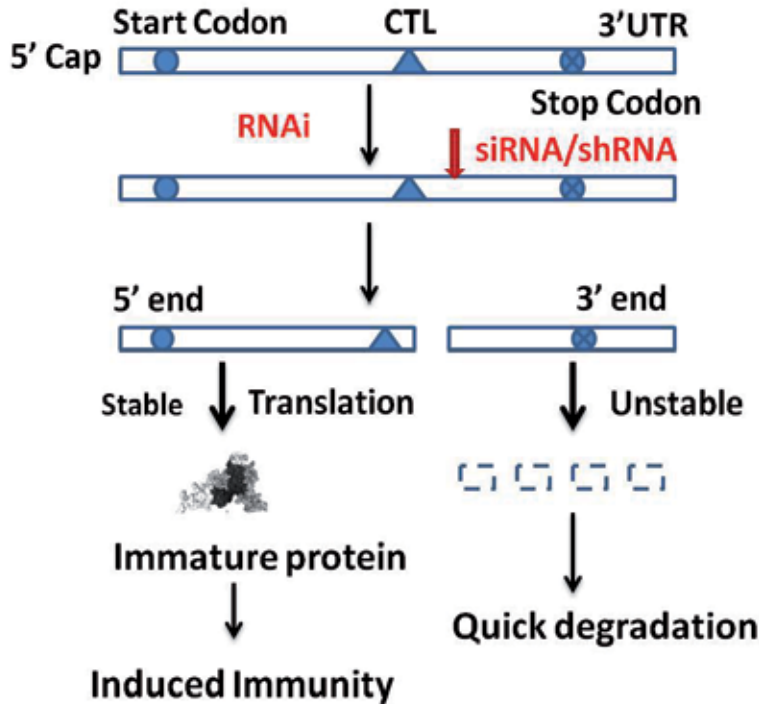 Start Codon CTL 3’UTR
5’ Cap
Stop Codon
RNAi
siRNA/shRNA
5’ end 3’ end
Stable Translation Unstable
Immature protein
Quick degradation
Induced Immunity